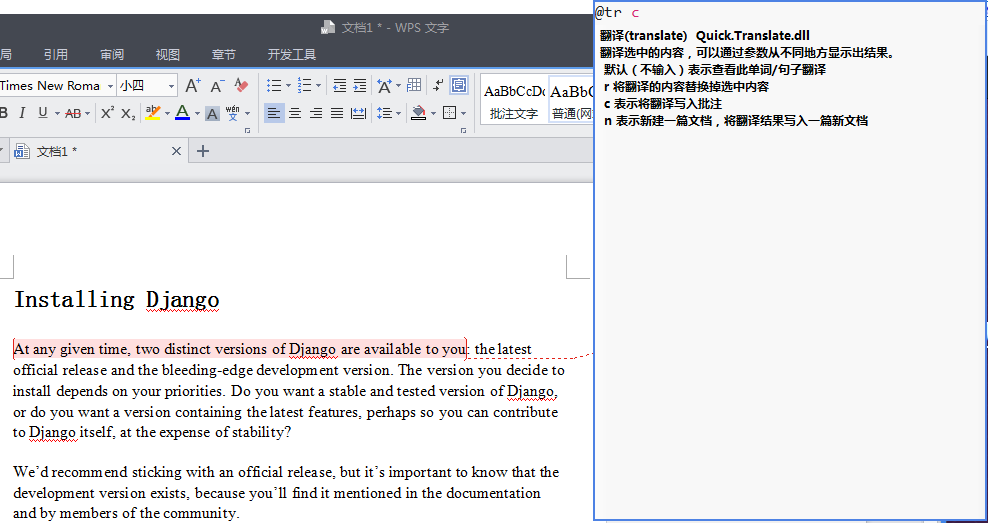 文档1 * - WPS 文字
局 引用 审阅 视图 章节 开发工具
Times New Roma 小四
B I U AB X² X₂ A A wén
AaBbCcDc AaBbC
批注文字 普通(网
文档1 *
Installing Django
At any given time, two distinct versions of Django are available to you: the latest
official release and the bleeding-edge development version. The version you decide to
install depends on your priorities. Do you want a stable and tested version of Django,
or do you want a version containing the latest features, perhaps so you can contribute
to Django itself, at the expense of stability?
We’d recommend sticking with an official release, but it’s important to know that the
development version exists, because you’ll find it mentioned in the documentation
and by members of the community.
@tr c
翻译(translate) Quick.Translate.dll
翻译选中的内容，可以通过参数从不同地方显示出结果。
默认（不输入）表示查看此单词/句子翻译
r 将翻译的内容替换掉选中内容
c 表示将翻译写入批注
n 表示新建一篇文档，将翻译结果写入一篇新文档